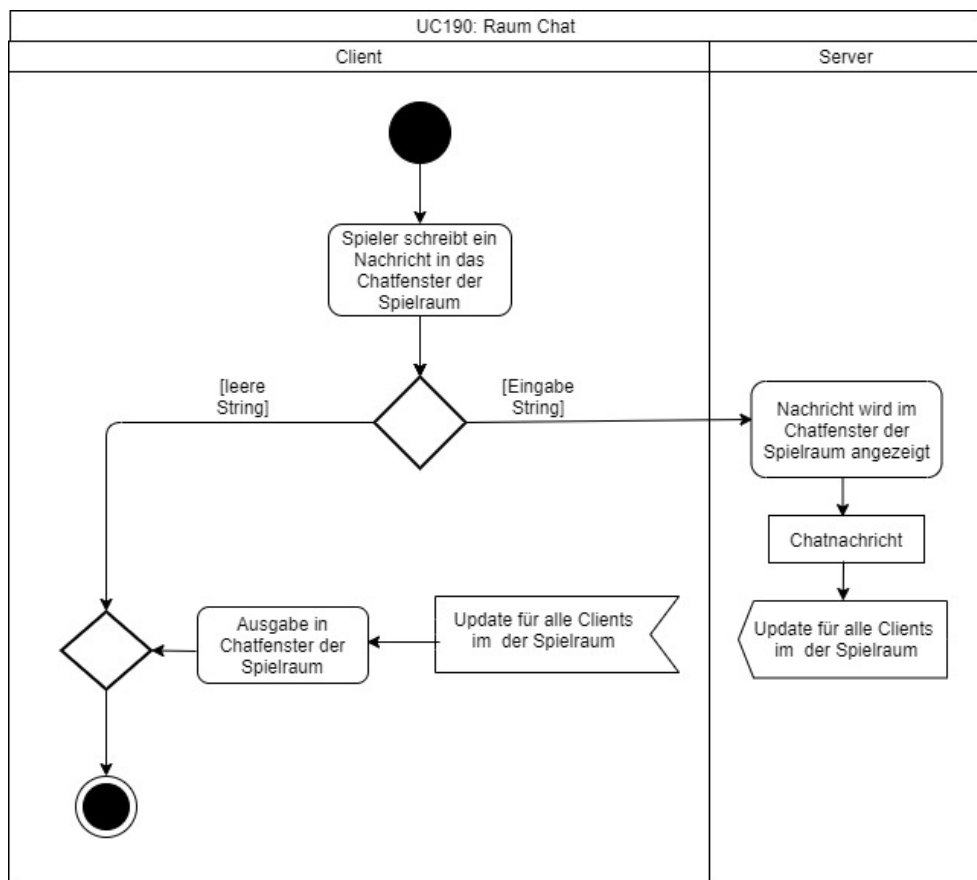 UC190: Raum Chat
Client
Server
Spieler schreibt ein
Nachricht in das
Chatfenster der
Spielraum
[leere
String]
[Eingabe
String]
Nachricht wird im
Chatfenster der
Spielraum angezeigt
Chatnachricht
Update für alle Clients
im der Spielraum
Update für alle Clients
im der Spielraum
Ausgabe in
Chatfenster der
Spielraum